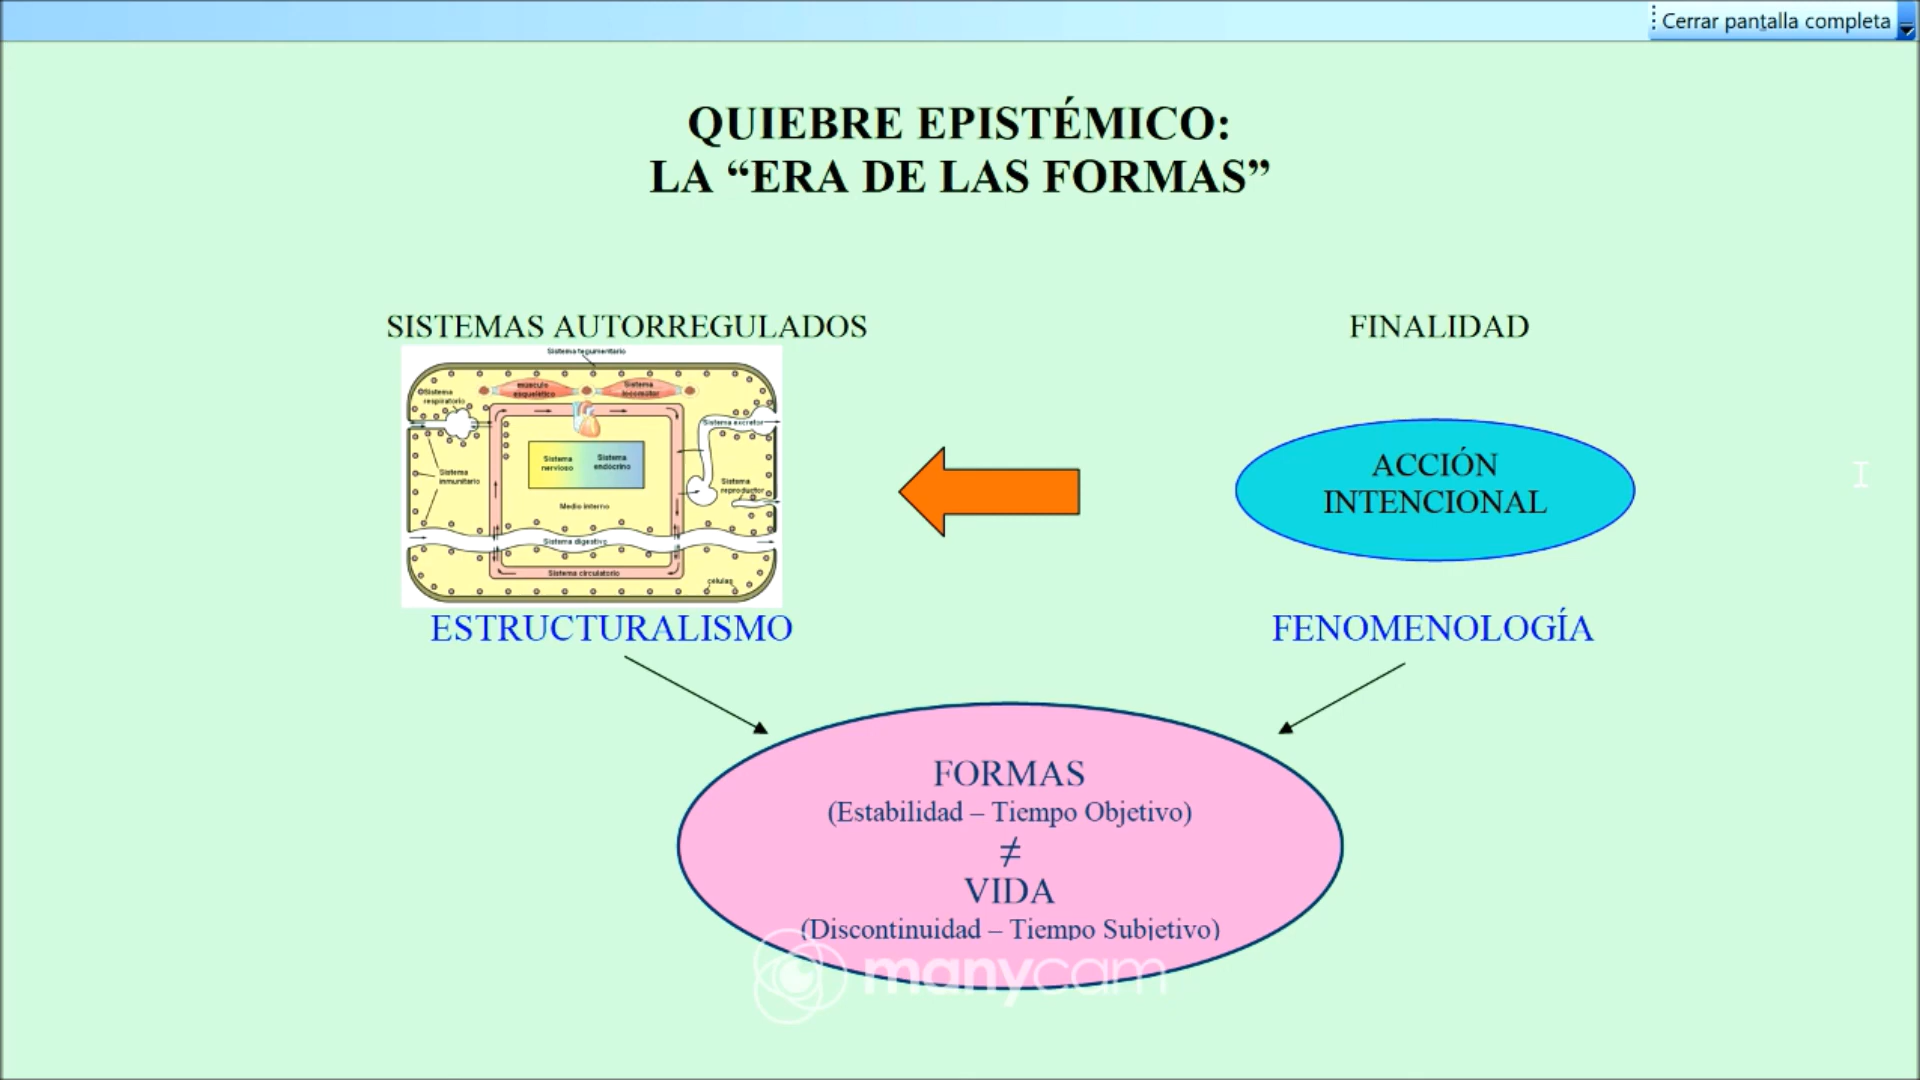 Cerrar pantalla completa
QUIEBRE EPISTÉMICO:
LA “ERA DE LAS FORMAS”
SISTEMAS AUTORREGULADOS
FINALIDAD
Sistema tegumentario
músculo esquelético
Sistema locomotor
Sistema respiratorio
Sistema excretor
Sistema nervioso
Sistema endocrino
Sistema inmunitario
Sistema reproductor
Medio interno
Sistema digestivo
Sistema circulatorio
células
ACCIÓN
INTENCIONAL
ESTRUCTURALISMO
FENOMENOLOGÍA
FORMAS
(Estabilidad – Tiempo Objetivo)
≠
VIDA
(Discontinuidad – Tiempo Subjetivo)
manycam